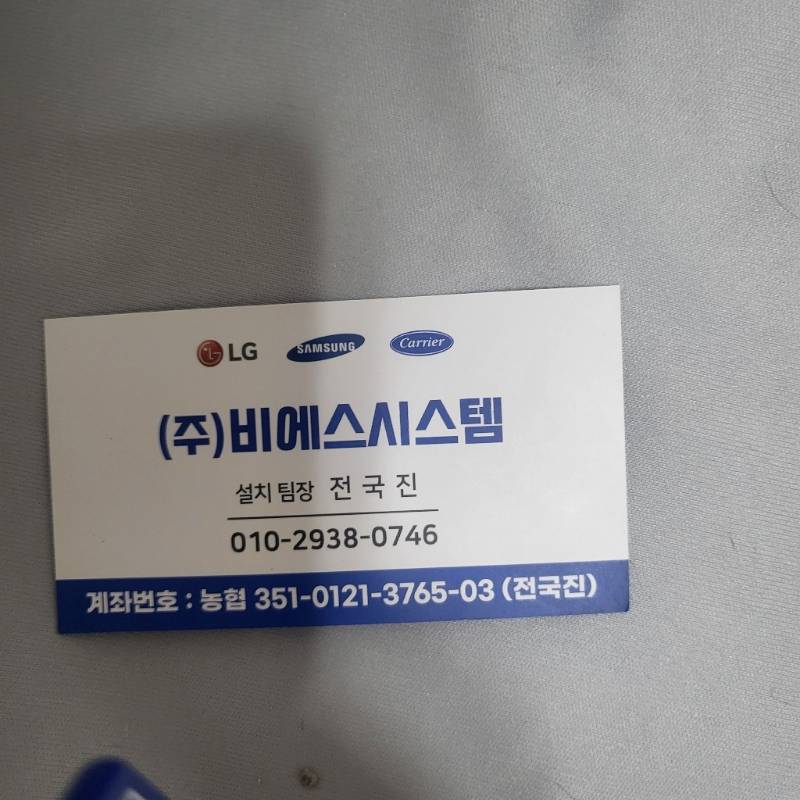 LG SAMSUNG Carrier
(주)비에스시스템
설치 팀장 전국진
010-2938-0746
계좌번호 : 농협 351-0121-3765-03 (전국진)